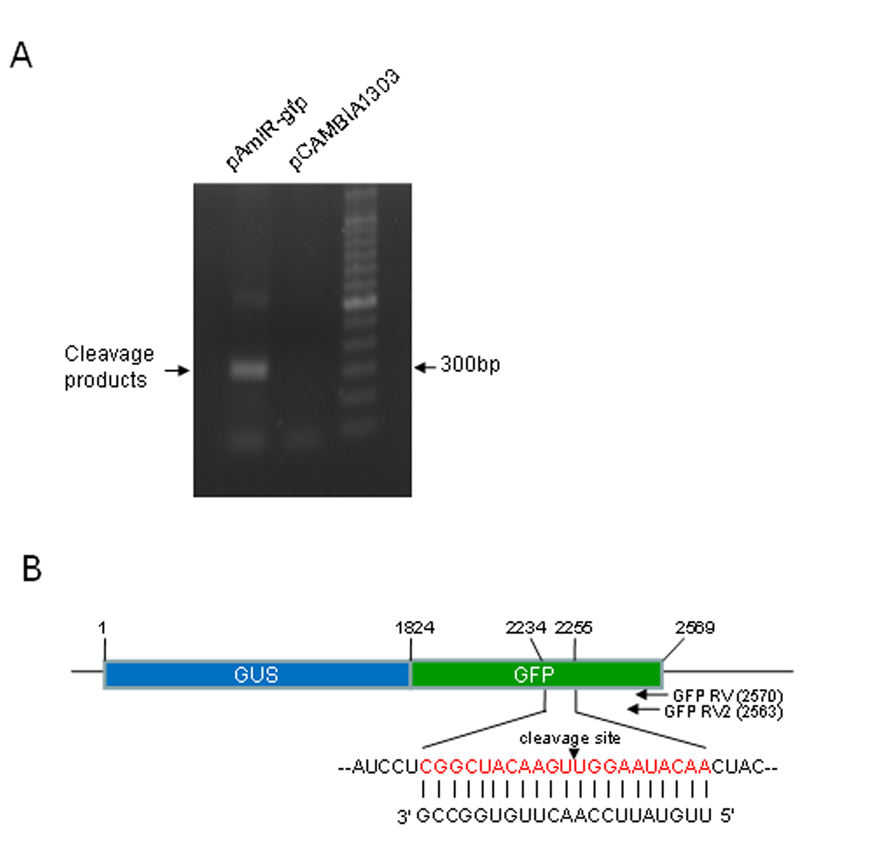 A
pAmIR-gfp
pCAMBIA1303
Cleavage
products
300bp
B
1 1824 2234 2255 2569
GUS GFP
GFP RV (2570)
GFP RV2 (2563)
cleavage site
--AUCCUCGGCUACAAGUUGGAAUACAACUAC--
3' GCCGGUGUUCAACCUUAUGUU 5'